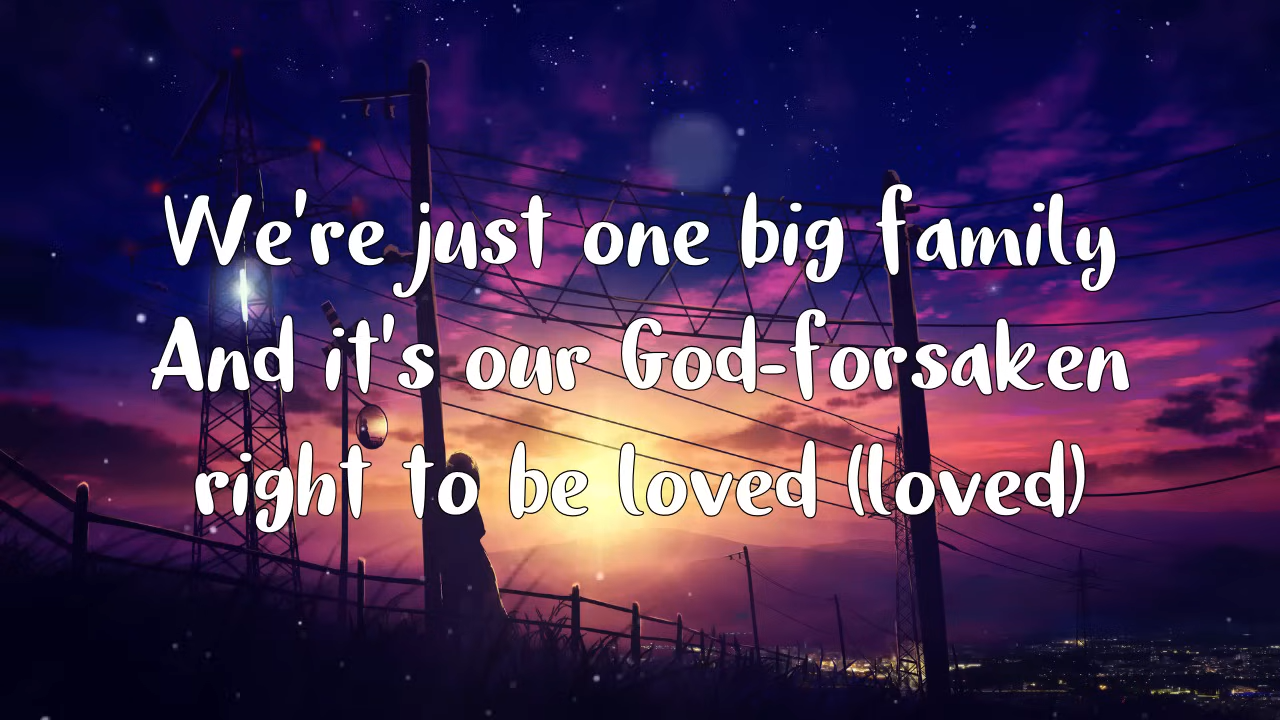 We're just one big family
And it's our God-forsaken
right to be loved (loved)